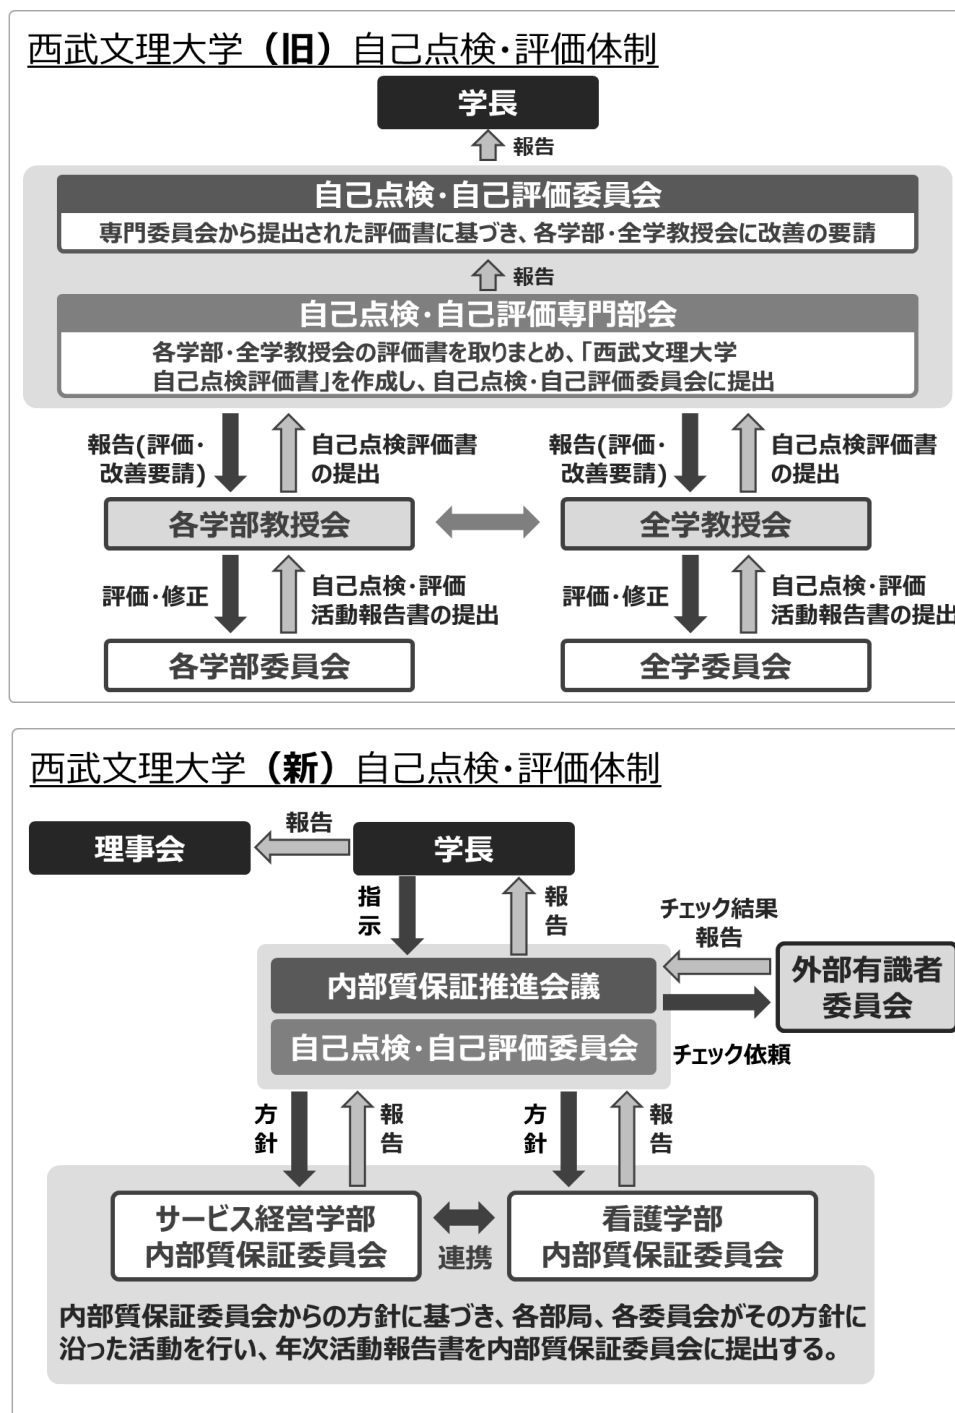 西武文理大学（旧）自己点検・評価体制
学長
報告
自己点検・自己評価委員会
専門委員会から提出された評価書に基づき、各学部・全学教授会に改善の要請
報告
自己点検・自己評価専門部会
各学部・全学教授会の評価書を取りまとめ、「西武文理大学
自己点検評価書」を作成し、自己点検・自己評価委員会に提出
報告(評価・
改善要請)
自己点検評価書
の提出
報告(評価・
改善要請)
自己点検評価書
の提出
各学部教授会
全学教授会
評価・修正
自己点検・評価
活動報告書の提出
評価・修正
自己点検・評価
活動報告書の提出
各学部委員会
全学委員会
西武文理大学（新）自己点検・評価体制
理事会
報告
学長
指
示
報
告
チェック結果
報告
内部質保証推進会議
自己点検・自己評価委員会
外部有識者
委員会
チェック依頼
方
針
報
告
方
針
報
告
サービス経営学部
内部質保証委員会
連携
看護学部
内部質保証委員会
内部質保証委員会からの方針に基づき、各部局、各委員会がその方針に
沿った活動を行い、年次活動報告書を内部質保証委員会に提出する。